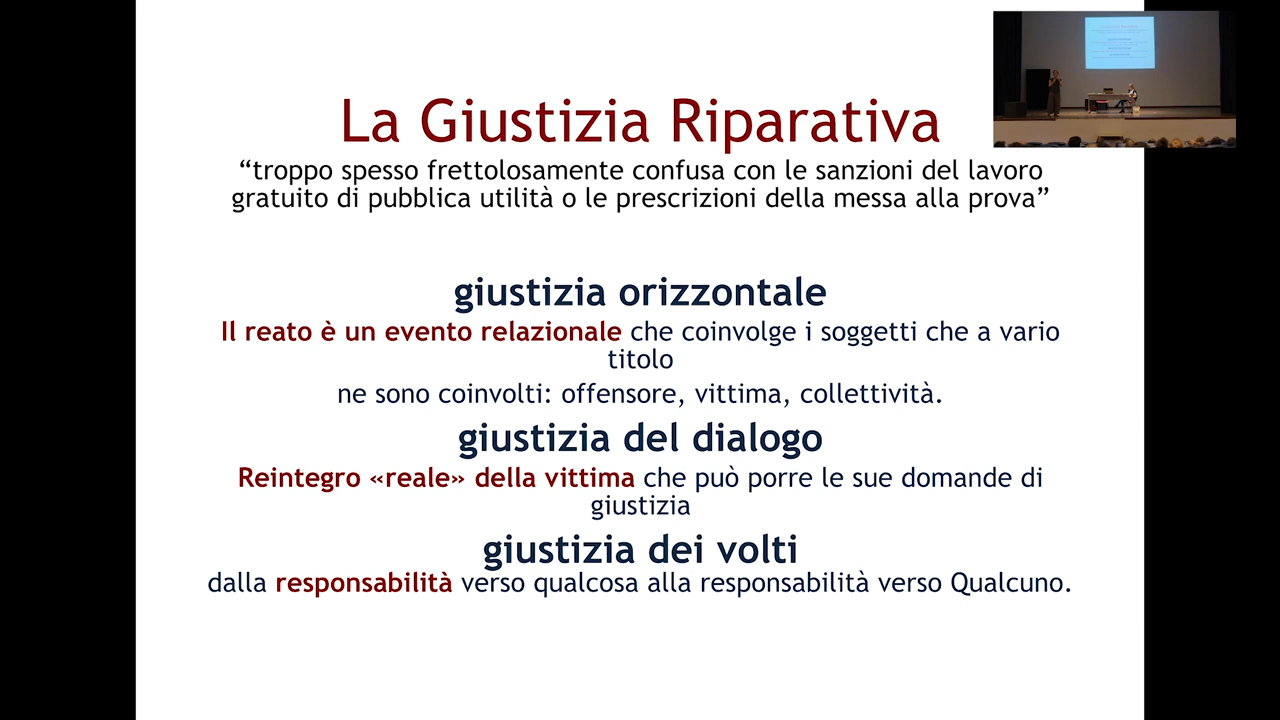 La Giustizia Riparativa
“troppo spesso frettolosamente confusa con le sanzioni del lavoro
gratuito di pubblica utilità o le prescrizioni della messa alla prova”
giustizia orizzontale
Il reato è un evento relazionale che coinvolge i soggetti che a vario
titolo
ne sono coinvolti: offensore, vittima, collettività.
giustizia del dialogo
Reintegro «reale» della vittima che può porre le sue domande di
giustizia
giustizia dei volti
dalla responsabilità verso qualcosa alla responsabilità verso Qualcuno.